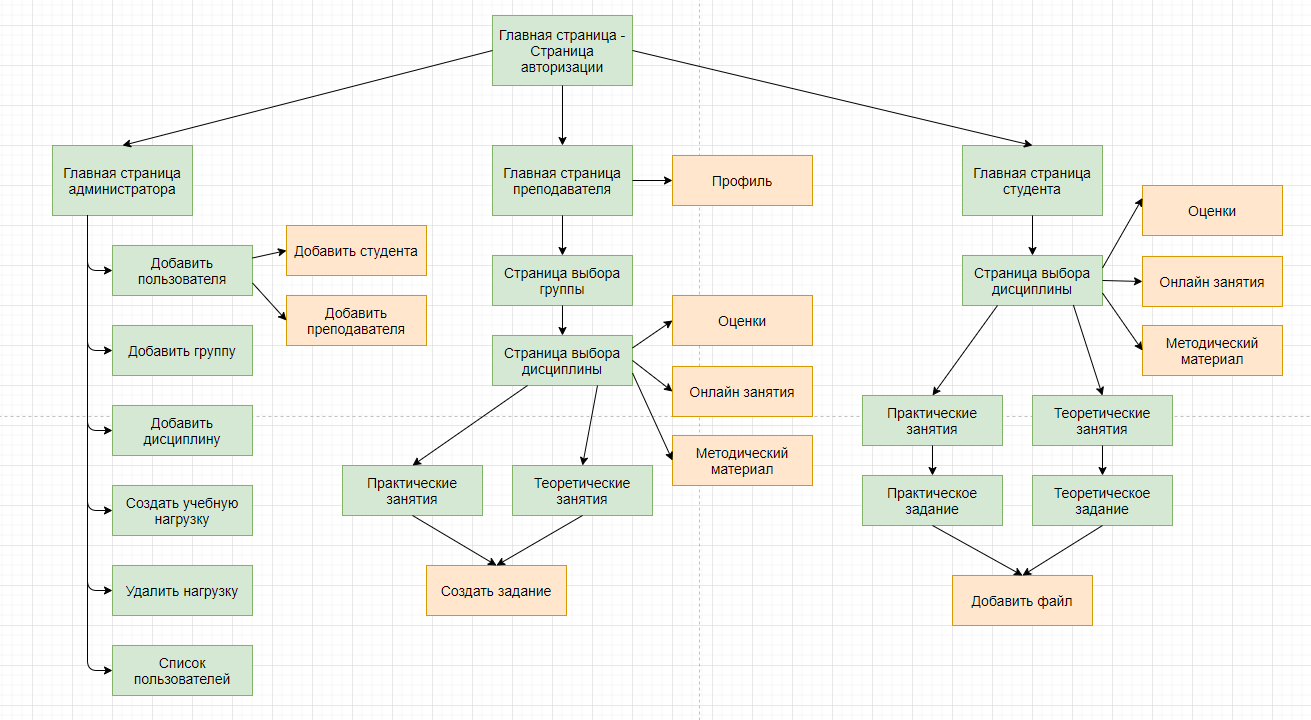 Главная страница -
Страница
авторизации
Главная страница
администратора
Главная страница
преподавателя
Профиль
Главная страница
студента
Оценки
Добавить
пользователя
Добавить студента
Добавить
преподавателя
Страница выбора
группы
Страница выбора
дисциплины
Онлайн занятия
Методический
материал
Добавить группу
Страница выбора
дисциплины
Оценки
Онлайн занятия
Методический
материал
Добавить
дисциплину
Практические
занятия
Теоретические
занятия
Создать учебную
нагрузку
Практические
занятия
Теоретические
занятия
Практическое
задание
Теоретическое
задание
Удалить нагрузку
Создать задание
Добавить файл
Список
пользователей